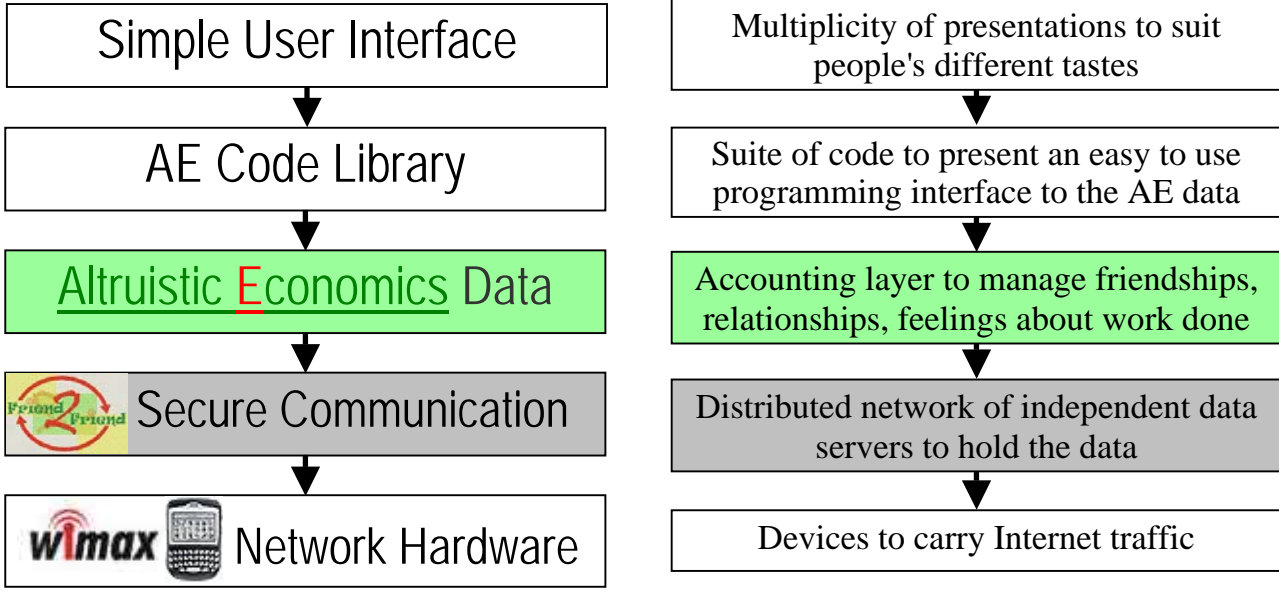 Simple User Interface
AE Code Library
Altruistic Economics Data
Friend2Friend Secure Communication
wimax Network Hardware
Multiplicity of presentations to suit
people's different tastes
Suite of code to present an easy to use
programming interface to the AE data
Accounting layer to manage friendships,
relationships, feelings about work done
Distributed network of independent data
servers to hold the data
Devices to carry Internet traffic